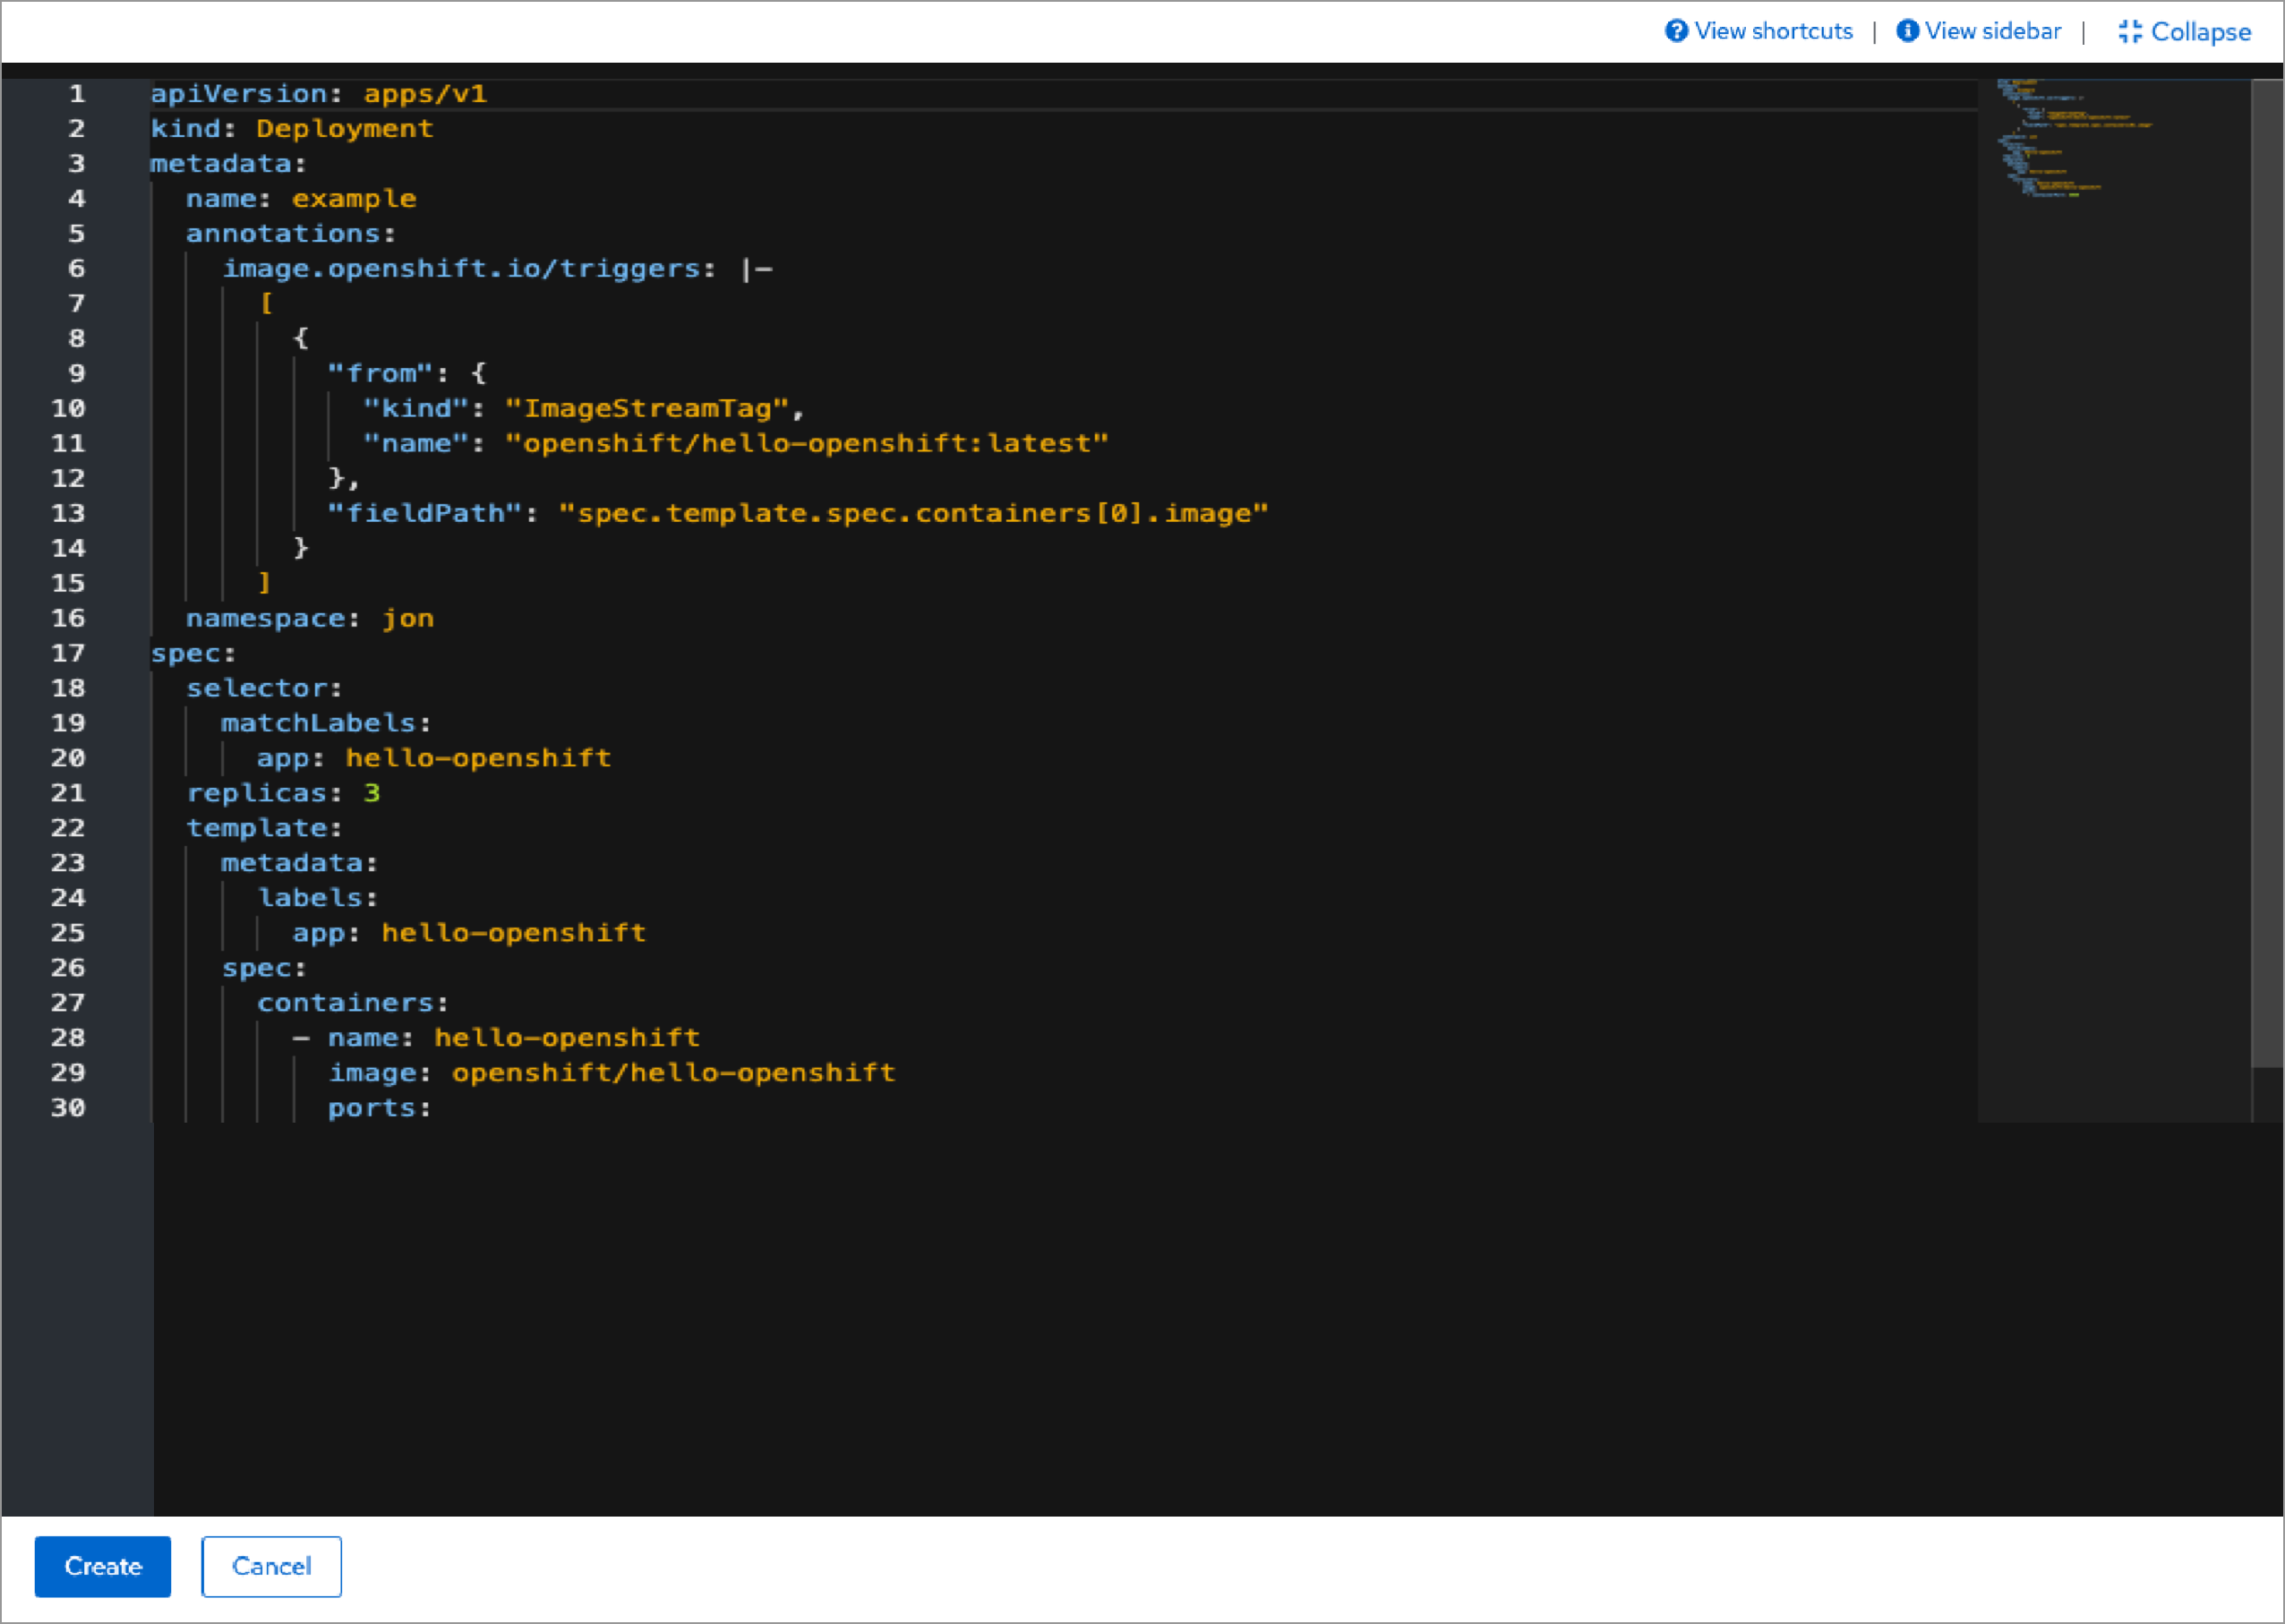 View shortcuts | View sidebar | Collapse
1 apiVersion: apps/v1
2 kind: Deployment
3 metadata:
4   name: example
5   annotations:
6     image.openshift.io/triggers: |-
7       [
8         {
9           "from": {
10             "kind": "ImageStreamTag",
11             "name": "openshift/hello-openshift:latest"
12           },
13           "fieldPath": "spec.template.spec.containers[0].image"
14         }
15       ]
16   namespace: jon
17 spec:
18   selector:
19     matchLabels:
20       app: hello-openshift
21   replicas: 3
22   template:
23     metadata:
24       labels:
25         app: hello-openshift
26     spec:
27       containers:
28         - name: hello-openshift
29           image: openshift/hello-openshift
30           ports:
Create Cancel